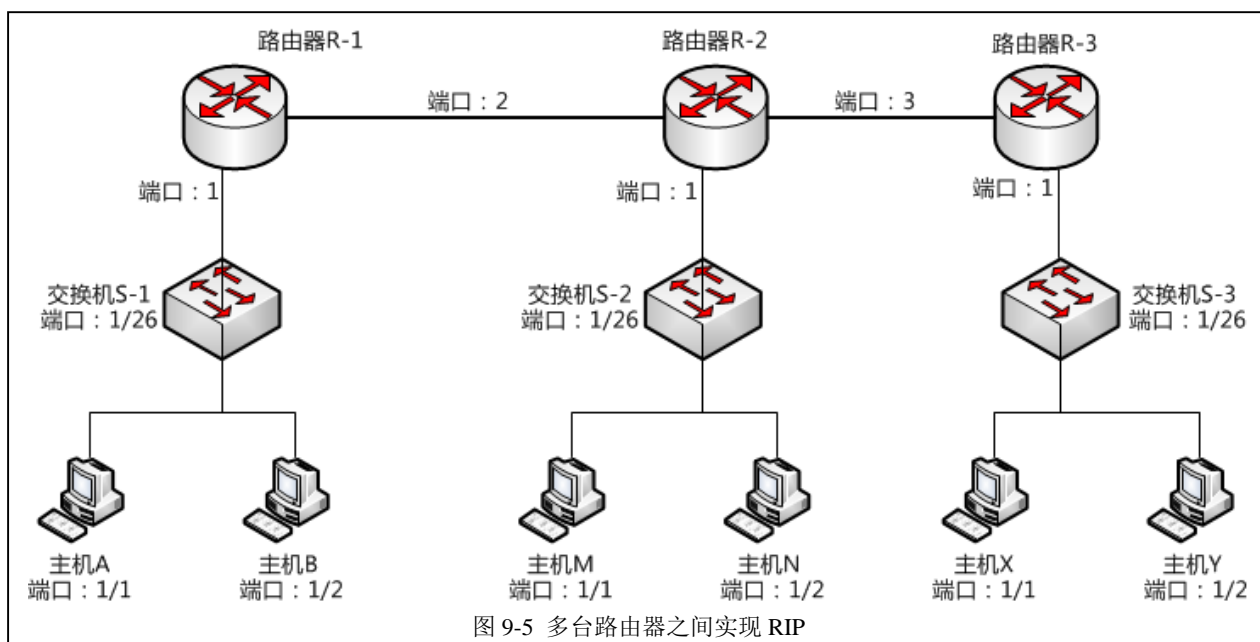 路由器R-1
路由器R-2
路由器R-3
端口：2
端口：3
端口：1
端口：1
端口：1
交换机S-1
端口：1/26
交换机S-2
端口：1/26
交换机S-3
端口：1/26
主机A
端口：1/1
主机B
端口：1/2
主机M
端口：1/1
主机N
端口：1/2
主机X
端口：1/1
主机Y
端口：1/2
图 9-5 多台路由器之间实现 RIP